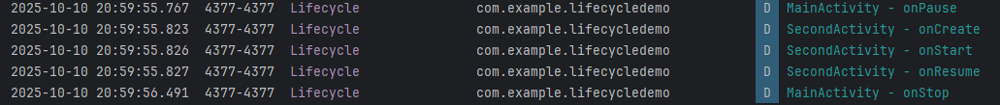 2025-10-10 20:59:55.767 4377-4377 Lifecycle com.example.lifecycledemo D MainActivity - onPause
2025-10-10 20:59:55.823 4377-4377 Lifecycle com.example.lifecycledemo D SecondActivity - onCreate
2025-10-10 20:59:55.826 4377-4377 Lifecycle com.example.lifecycledemo D SecondActivity - onStart
2025-10-10 20:59:55.827 4377-4377 Lifecycle com.example.lifecycledemo D SecondActivity - onResume
2025-10-10 20:59:56.491 4377-4377 Lifecycle com.example.lifecycledemo D MainActivity - onStop